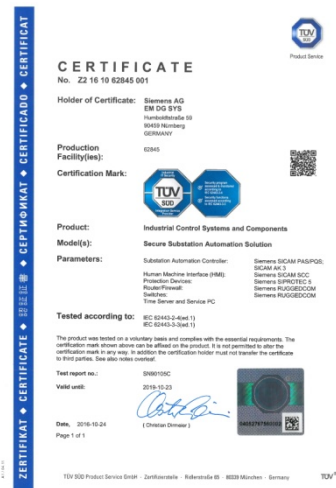 TÜV
SÜD
Product Service
CERTIFICATE
No. Z2 16 10 62845 001
Holder of Certificate: Siemens AG
EM DG SYS
Humboldtstraße 59
90459 Nürnberg
GERMANY
Production
Facility(ies): 62845
Certification Mark:
TÜV
SÜD
Product: Industrial Control Systems and Components
Model(s): Secure Substation Automation Solution
Parameters: Substation Automation Controller: Siemens SICAM PAS/PQS;
SICAM AK 3
Human Machine Interface (HMI): Siemens SICAM SCC
Protection Devices: Siemens SIPROTEC 5
Router/Firewall: Siemens RUGGEDCOM
Switches: Siemens RUGGEDCOM
Time Server and Service PC
Tested according to: IEC 62443-2-4(ed.1)
IEC 62443-3-3(ed.1)
The product was tested on a voluntary basis and complies with the essential requirements. The
certification mark shown above can be affixed on the product. It is not permitted to alter the
certification mark in any way. In addition the certification holder must not transfer the certificate
to third parties. See also notes overleaf.
Test report no.: SN90105C
Valid until: 2019-10-23
Date, 2016-10-24 ( Christian Dirmeier )
Page 1 of 1
TÜV SÜD Product Service GmbH · Zertifizierstelle · Ridlerstraße 65 · 80339 München · Germany
TÜV®
ZERTIFIKAT ◆ CERTIFICATE ◆ ◆ СЕРТИФИКАТ ◆ CERTIFICADO ◆ CERTIFICAT